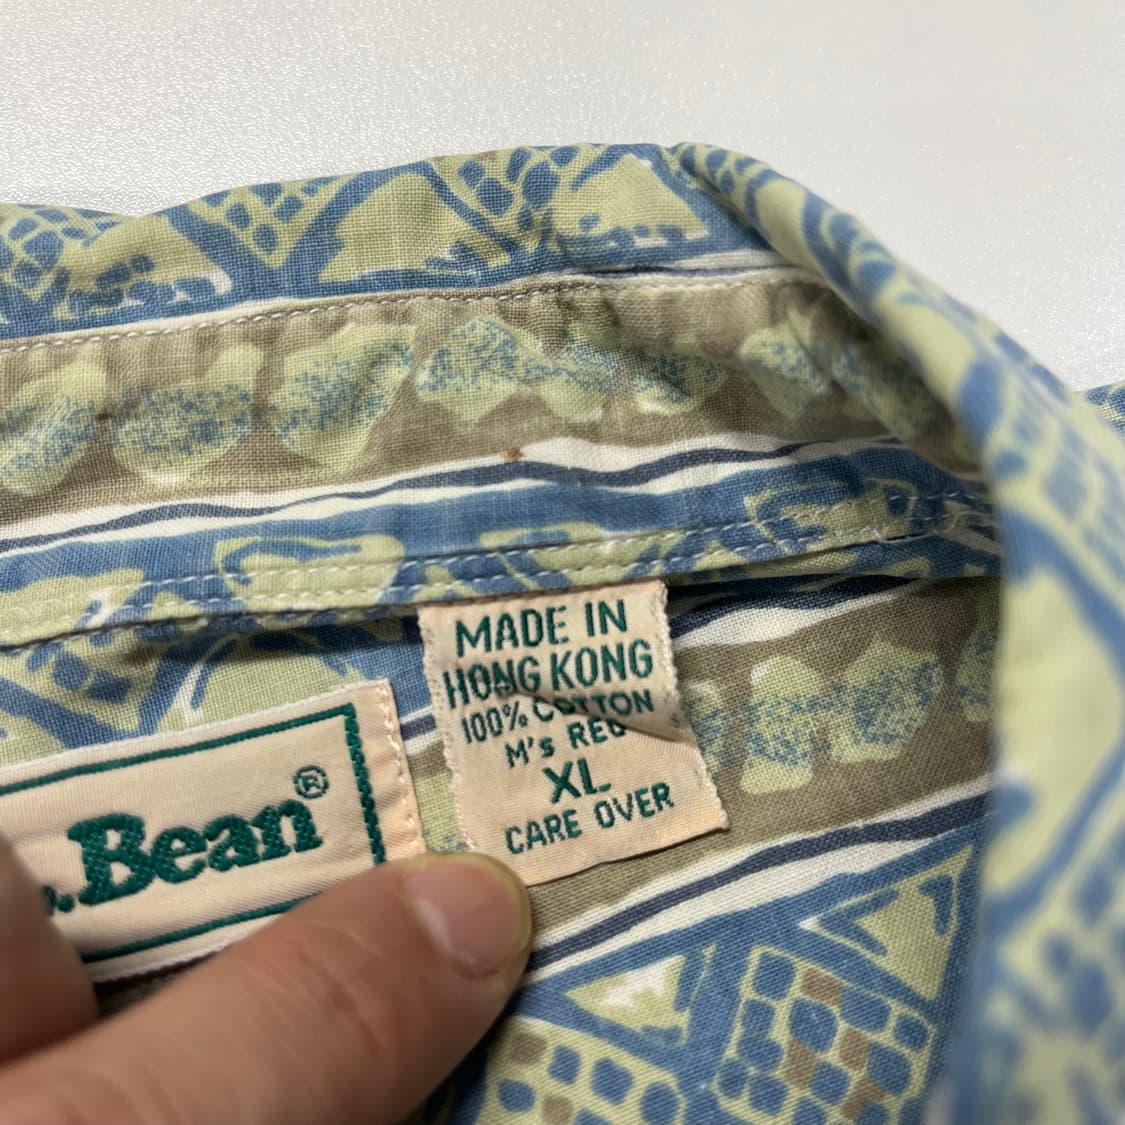 .Bean®
MADE IN
HONG KONG
100% COTTON
M's REG
XL
CARE OVER